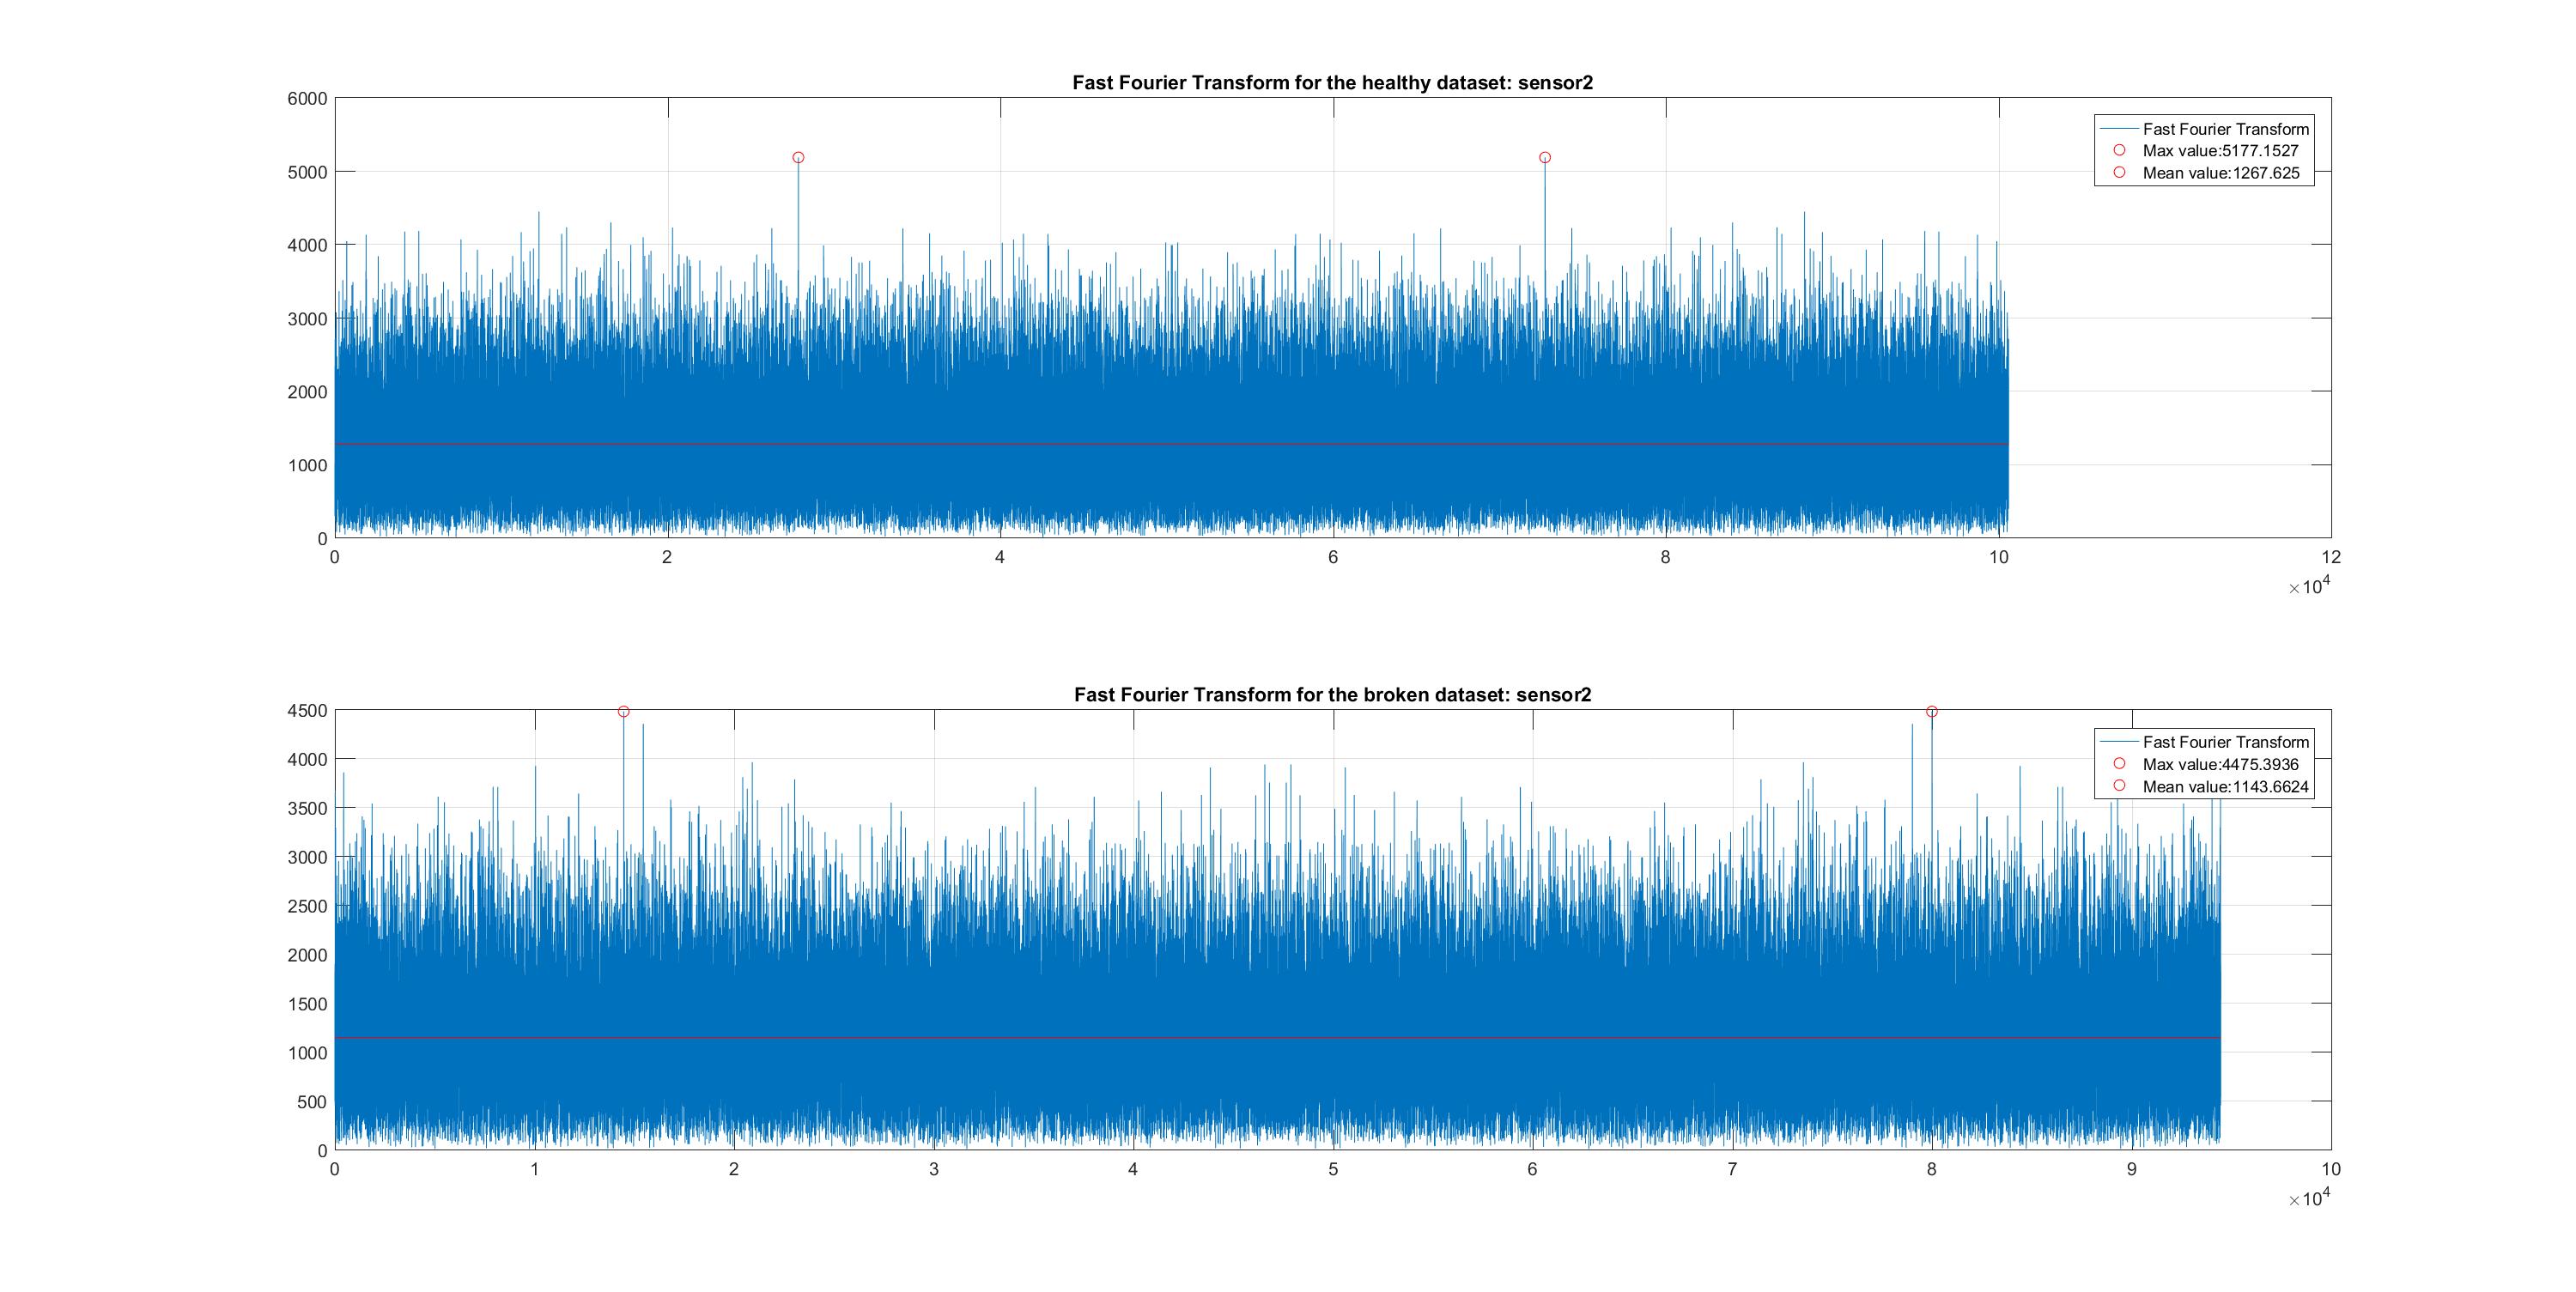 Fast Fourier Transform for the healthy dataset: sensor2
6000
5000
4000
3000
2000
1000
0
Fast Fourier Transform
Max value:5177.1527
Mean value:1267.625
0 2 4 6 8 10 12
×10^4
Fast Fourier Transform for the broken dataset: sensor2
4500
4000
3500
3000
2500
2000
1500
1000
500
0
Fast Fourier Transform
Max value:4475.3936
Mean value:1143.6624
0 1 2 3 4 5 6 7 8 9 10
×10^4